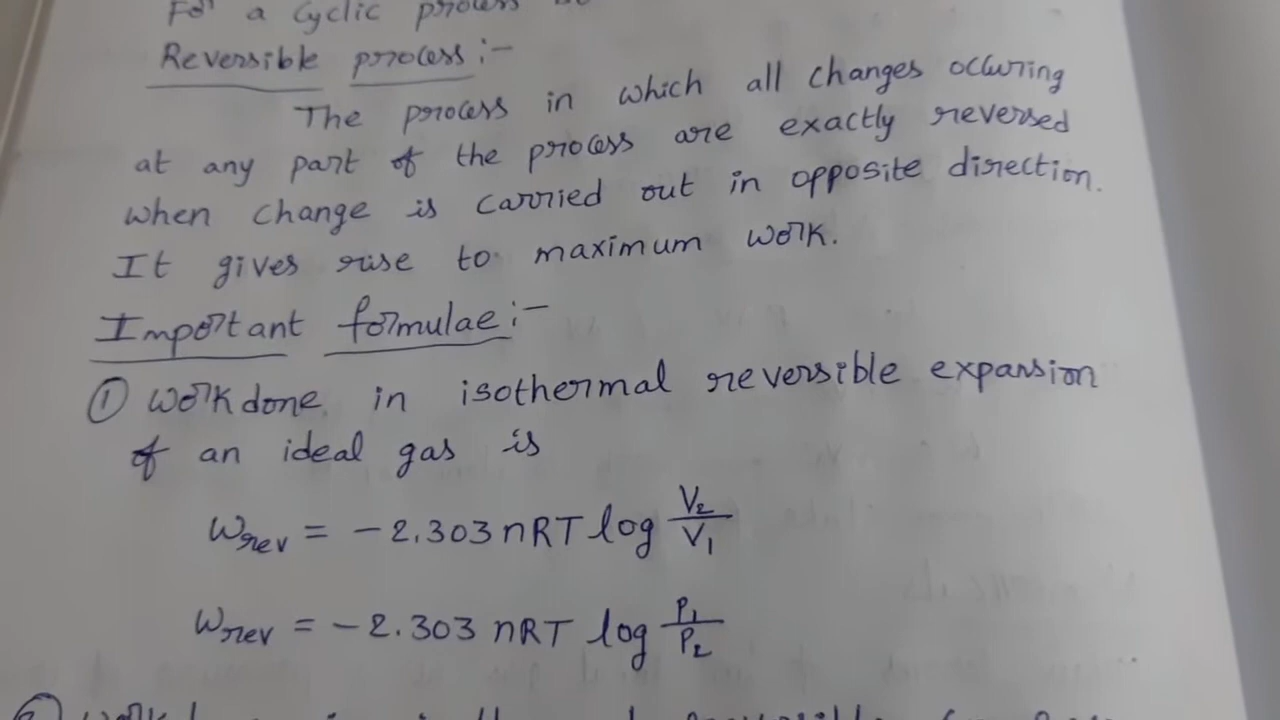 For a cyclic process
Reversible process :-
The process in which all changes occuring
at any part of the process are exactly reversed
when change is carried out in opposite direction.
It gives rise to maximum work.
Important formulae :-
① Workdone in isothermal reversible expansion
of an ideal gas is
Wrev = -2.303 nRT log V₂/V₁
Wrev = -2.303 nRT log P₁/P₂